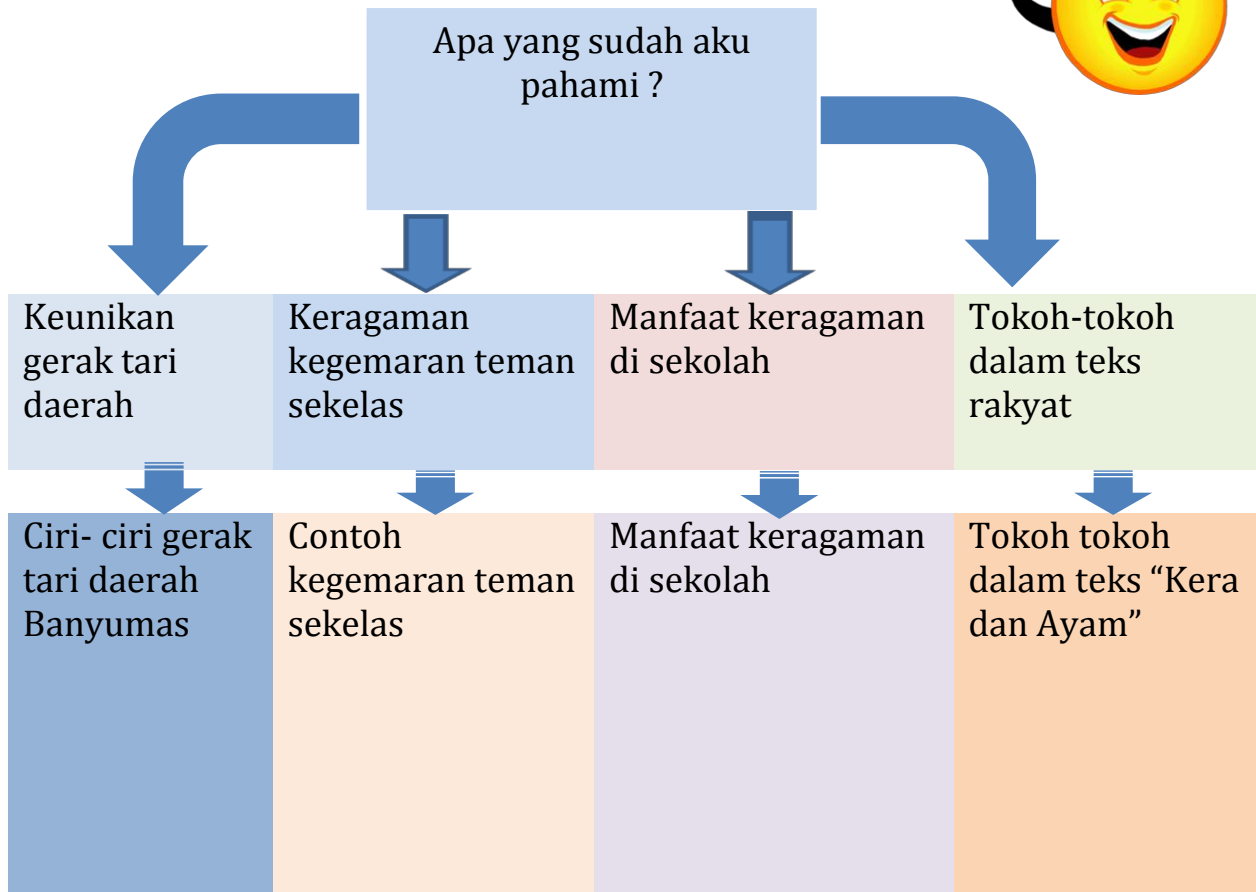 Apa yang sudah aku
pahami ?
Keunikan
gerak tari
daerah
Keragaman
kegemaran teman
sekelas
Manfaat keragaman
di sekolah
Tokoh-tokoh
dalam teks
rakyat
Ciri- ciri gerak
tari daerah
Banyumas
Contoh
kegemaran teman
sekelas
Manfaat keragaman
di sekolah
Tokoh tokoh
dalam teks “Kera
dan Ayam”